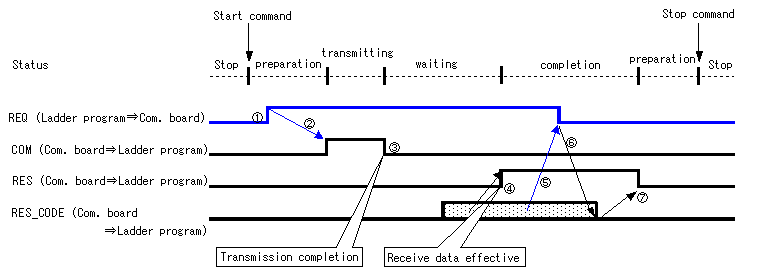 Start command
Stop command
transmitting
Status
Stop
preparation
waiting
completion
preparation
Stop
REQ (Ladder program⇒Com. board)
①
②
COM (Com. board⇒Ladder program)
③
⑥
RES (Com. board⇒Ladder program)
④
⑤
⑦
RES_CODE (Com. board
⇒Ladder program)
Transmission completion
Receive data effective